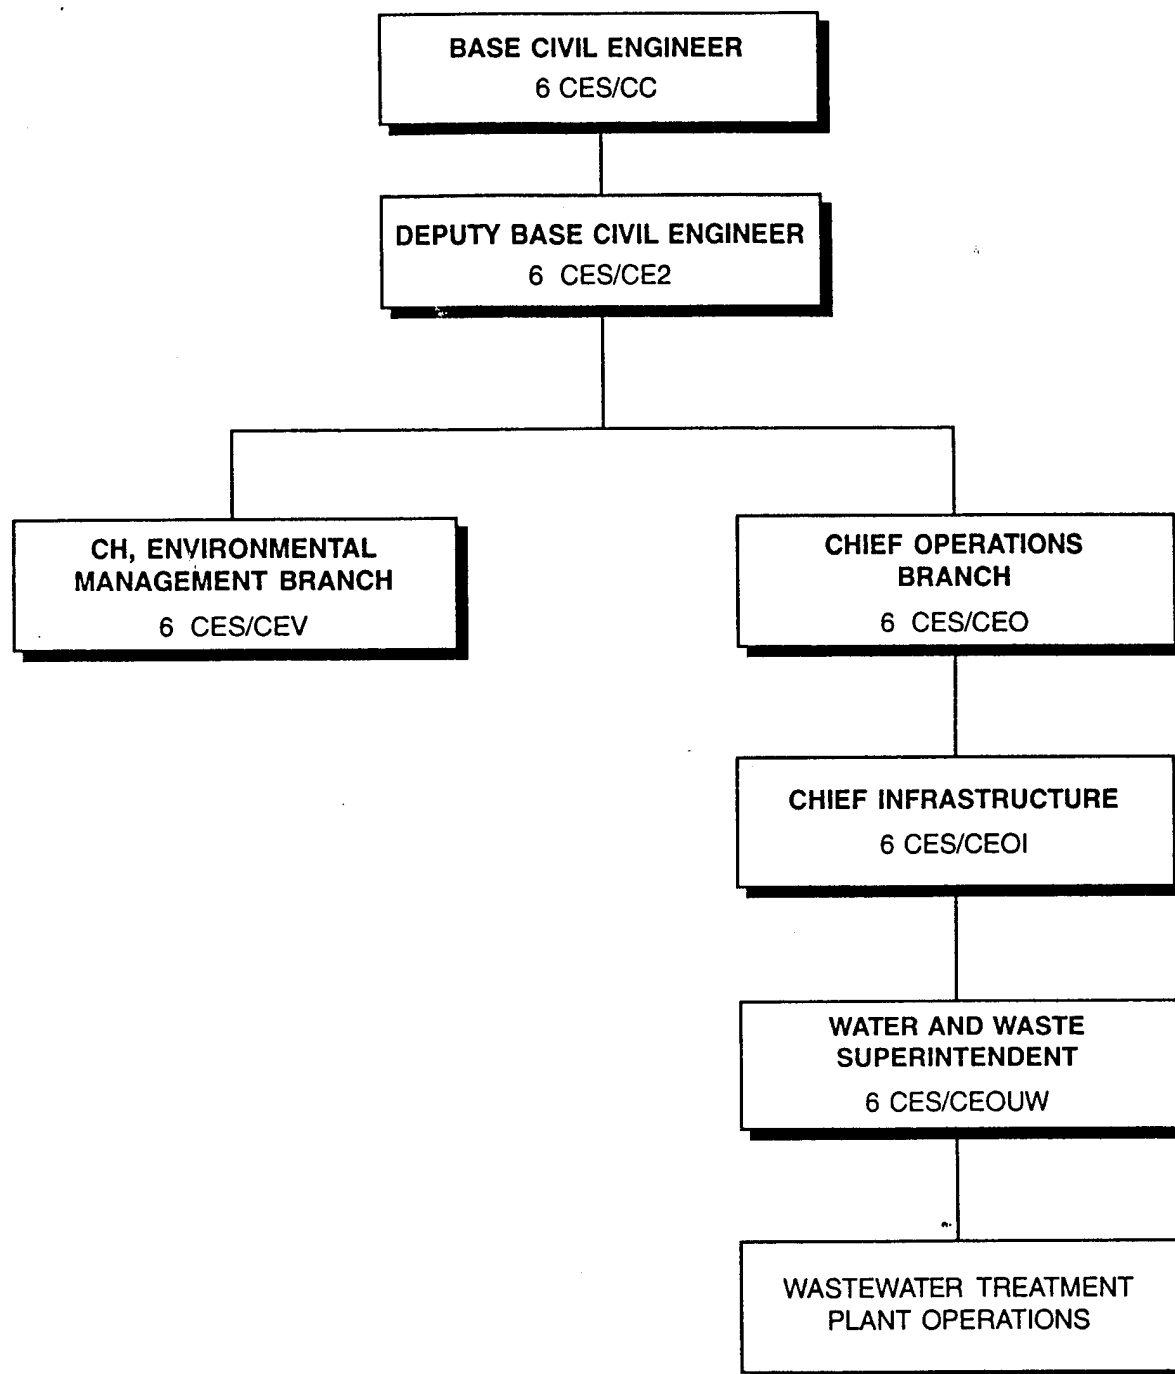 BASE CIVIL ENGINEER
6 CES/CC
DEPUTY BASE CIVIL ENGINEER
6 CES/CE2
CH, ENVIRONMENTAL
MANAGEMENT BRANCH
6 CES/CEV
CHIEF OPERATIONS
BRANCH
6 CES/CEO
CHIEF INFRASTRUCTURE
6 CES/CEOI
WATER AND WASTE
SUPERINTENDENT
6 CES/CEOUW
WASTEWATER TREATMENT
PLANT OPERATIONS